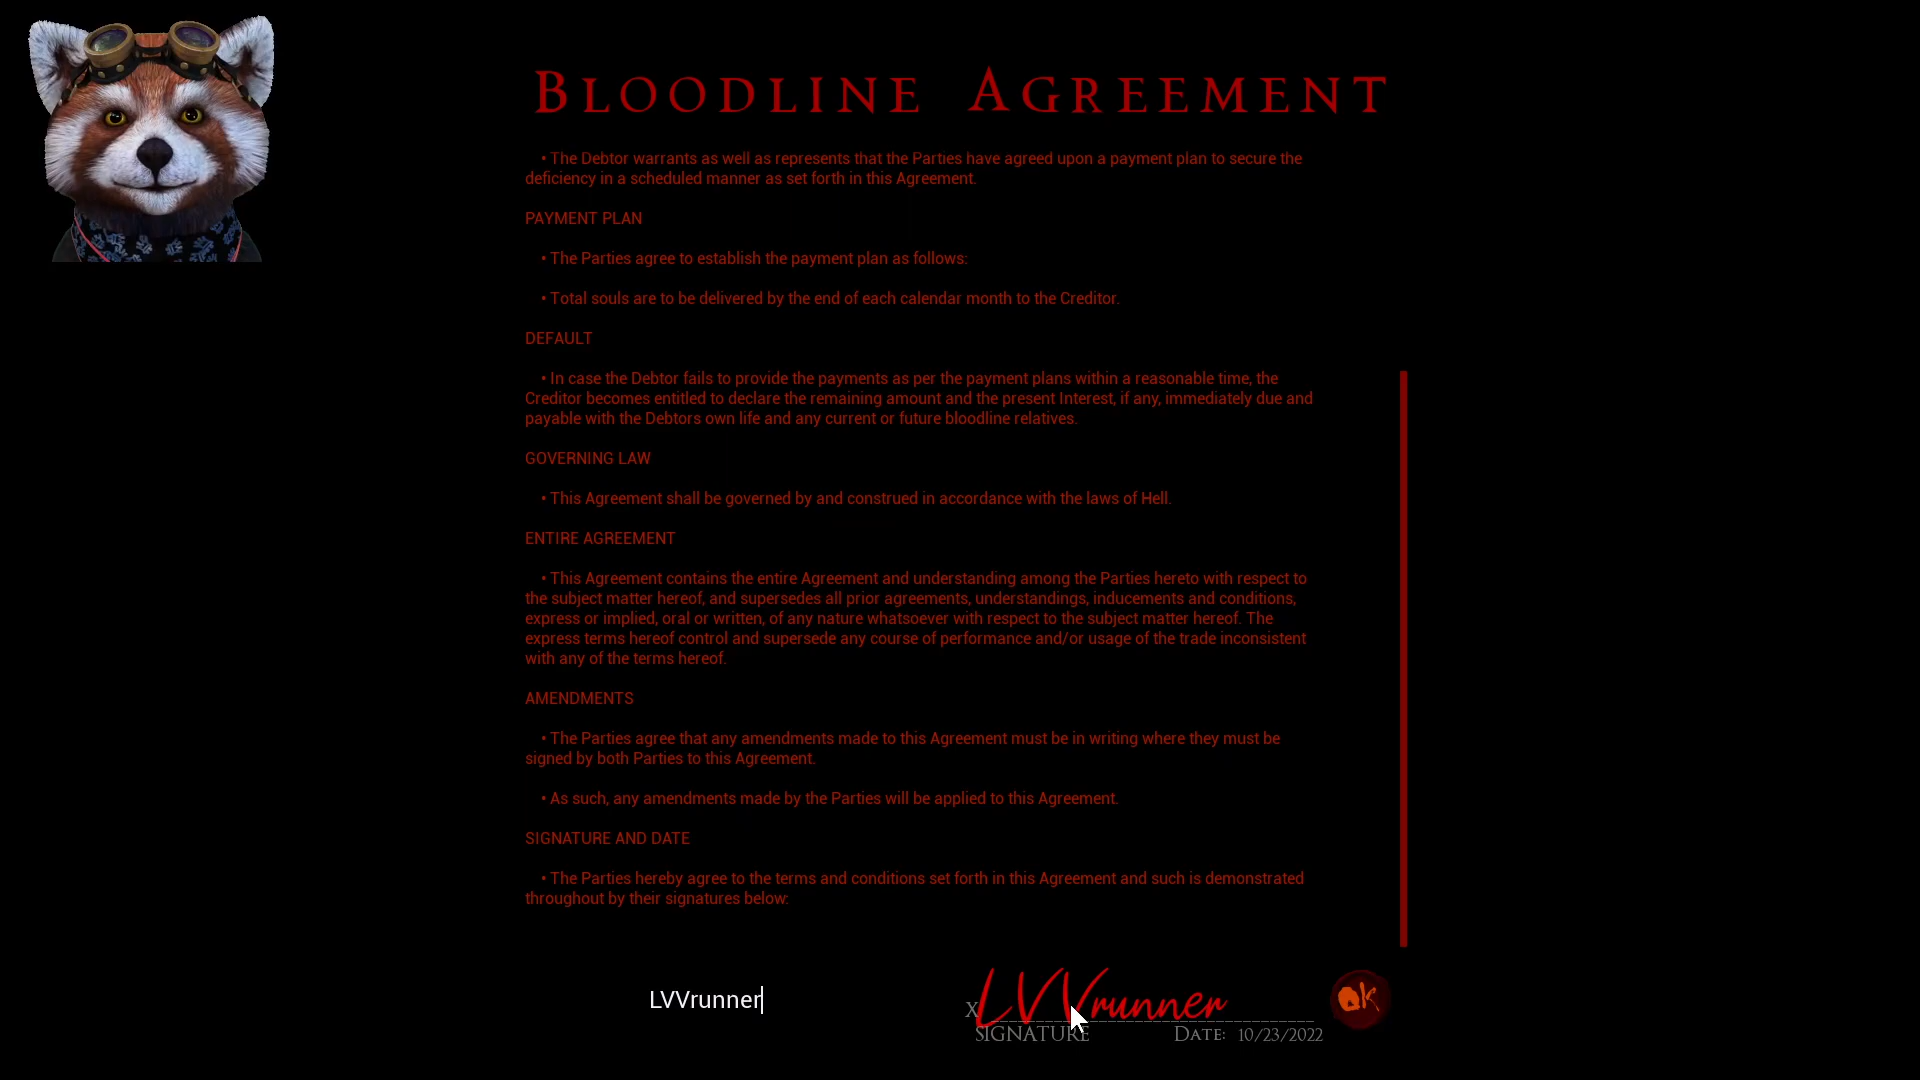 BLOODLINE AGREEMENT
• The Debtor warrants as well as represents that the Parties have agreed upon a payment plan to secure the
deficiency in a scheduled manner as set forth in this Agreement.
PAYMENT PLAN
• The Parties agree to establish the payment plan as follows:
• Total souls are to be delivered by the end of each calendar month to the Creditor.
DEFAULT
• In case the Debtor fails to provide the payments as per the payment plans within a reasonable time, the
Creditor becomes entitled to declare the remaining amount and the present Interest, if any, immediately due and
payable with the Debtors own life and any current or future bloodline relatives.
GOVERNING LAW
• This Agreement shall be governed by and construed in accordance with the laws of Hell.
ENTIRE AGREEMENT
• This Agreement contains the entire Agreement and understanding among the Parties hereto with respect to
the subject matter hereof, and supersedes all prior agreements, understandings, inducements and conditions,
express or implied, oral or written, of any nature whatsoever with respect to the subject matter hereof. The
express terms hereof control and supersede any course of performance and/or usage of the trade inconsistent
with any of the terms hereof.
AMENDMENTS
• The Parties agree that any amendments made to this Agreement must be in writing where they must be
signed by both Parties to this Agreement.
• As such, any amendments made by the Parties will be applied to this Agreement.
SIGNATURE AND DATE
• The Parties hereby agree to the terms and conditions set forth in this Agreement and such is demonstrated
throughout by their signatures below:
LVVrunner
X LVVrunner
ok
SIGNATURE DATE: 10/23/2022